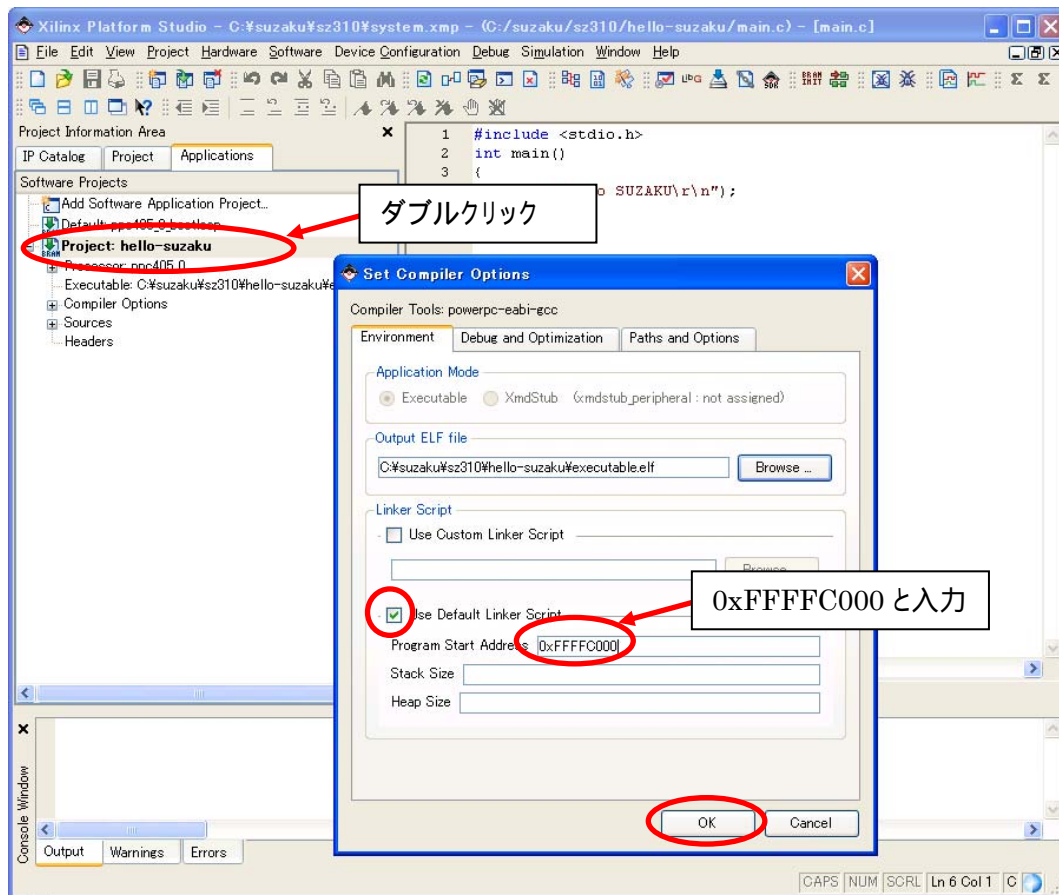 Xilinx Platform Studio - C:¥suzaku¥sz310¥system.xmp - (C:/suzaku/sz310/hello-suzaku/main.c) - [main.c]
File Edit View Project Hardware Software Device Configuration Debug Simulation Window Help
Project Information Area
IP Catalog Project Applications
Software Projects
Add Software Application Project...
Default: ppc405_0_bootloop
Project: hello-suzaku
Processor: ppc405_0
Executable: C:¥suzaku¥sz310¥hello-suzaku¥e
Compiler Options
Sources
Headers
1 #include <stdio.h>
2 int main()
3 {
o SUZAKU\r\n");
ダブルクリック
Set Compiler Options
Compiler Tools: powerpc-eabi-gcc
Environment Debug and Optimization Paths and Options
Application Mode
Executable XmdStub (xmdstub_peripheral : not assigned)
Output ELF file
C:¥suzaku¥sz310¥hello-suzaku¥executable.elf Browse ...
Linker Script
Use Custom Linker Script
Browse
0xFFFFC000 と入力
Use Default Linker Script
Program Start Address 0xFFFFC000
Stack Size
Heap Size
OK Cancel
Console Window
Output Warnings Errors
CAPS NUM SCRL Ln 6 Col 1 C